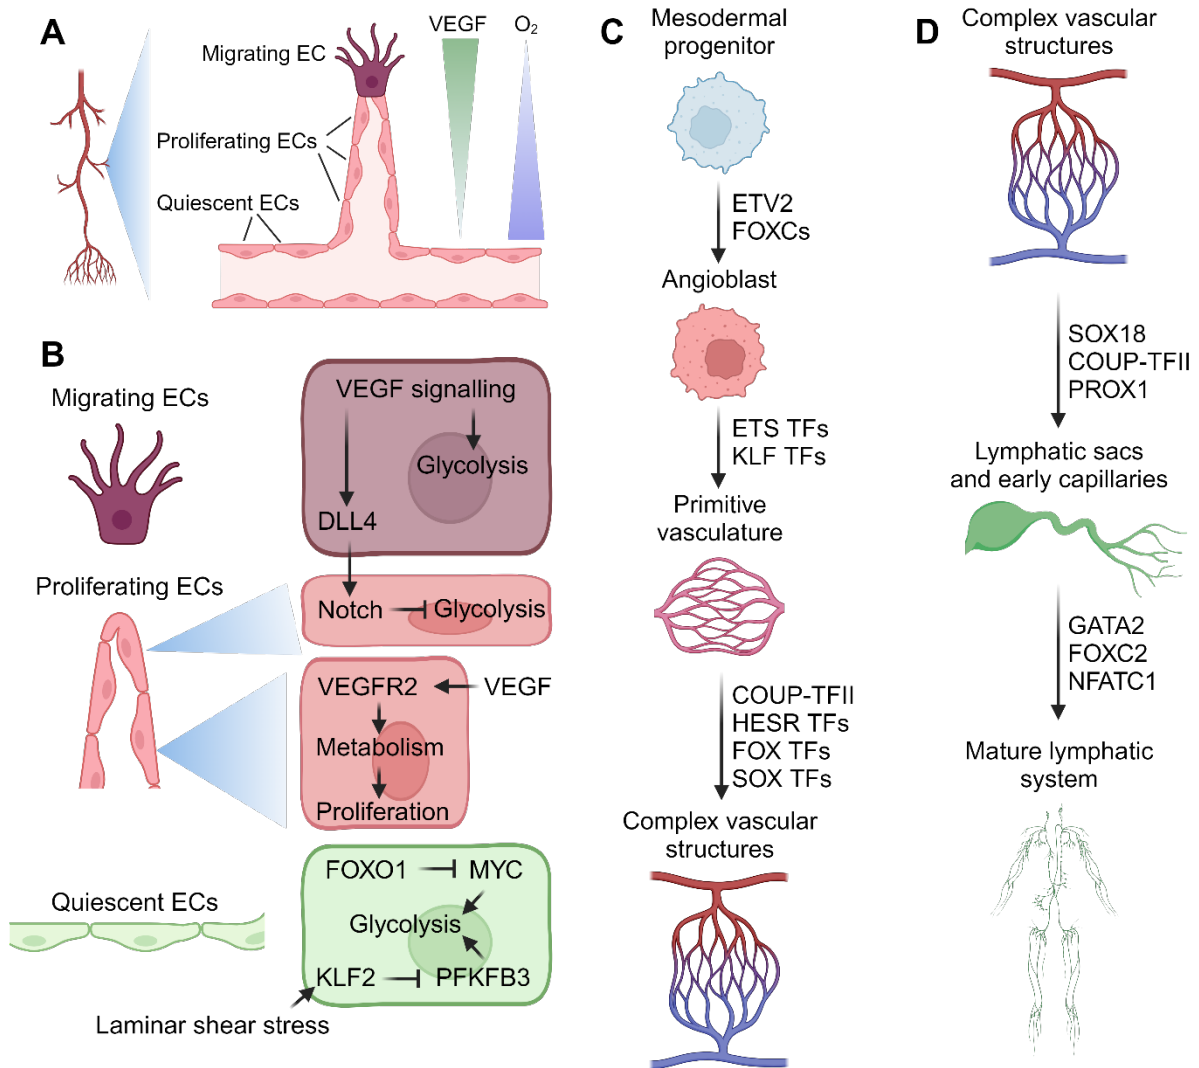 A
Migrating EC
VEGF
O₂
Proliferating ECs
Quiescent ECs
B
Migrating ECs
VEGF signalling
Glycolysis
DLL4
Proliferating ECs
Notch
Glycolysis
VEGFR2
VEGF
Metabolism
Proliferation
Quiescent ECs
FOXO1
MYC
Glycolysis
KLF2
PFKFB3
Laminar shear stress
C
Mesodermal
progenitor
ETV2
FOXCs
Angioblast
ETS TFs
KLF TFs
Primitive
vasculature
COUP-TFII
HESR TFs
FOX TFs
SOX TFs
Complex vascular
structures
D
Complex vascular
structures
SOX18
COUP-TFII
PROX1
Lymphatic sacs
and early capillaries
GATA2
FOXC2
NFATC1
Mature lymphatic
system